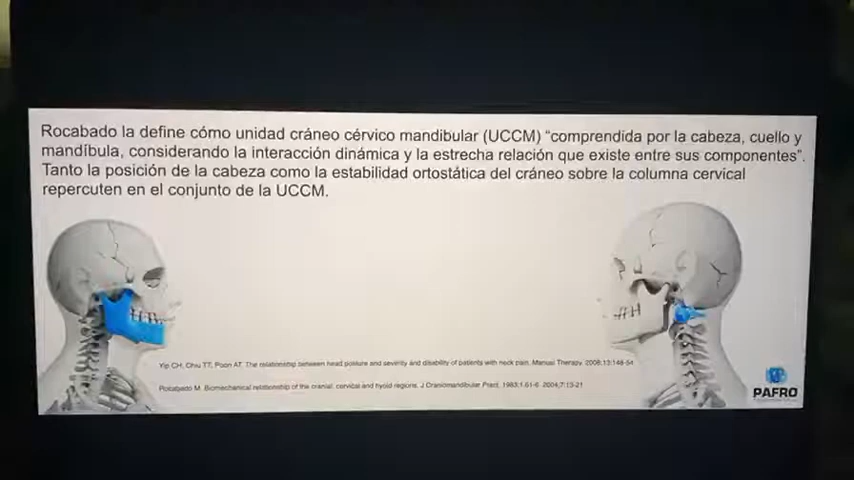 Rocabado la define cómo unidad cráneo cérvico mandibular (UCCM) "comprendida por la cabeza, cuello y
mandíbula, considerando la interacción dinámica y la estrecha relación que existe entre sus componentes".
Tanto la posición de la cabeza como la estabilidad ortostática del cráneo sobre la columna cervical
repercuten en el conjunto de la UCCM.
Yip CH, Chiu TT, Poon AT. The relationship between head posture and severity and disability of patients with neck pain. Manual Therapy. 2008;13:148-54
Rocabado M. Biomechanical relationship of the cranial, cervical and hyoid regions. J Craniomandibular Pract. 1983;1:61-6. 2004;7:13-21
PAFRO